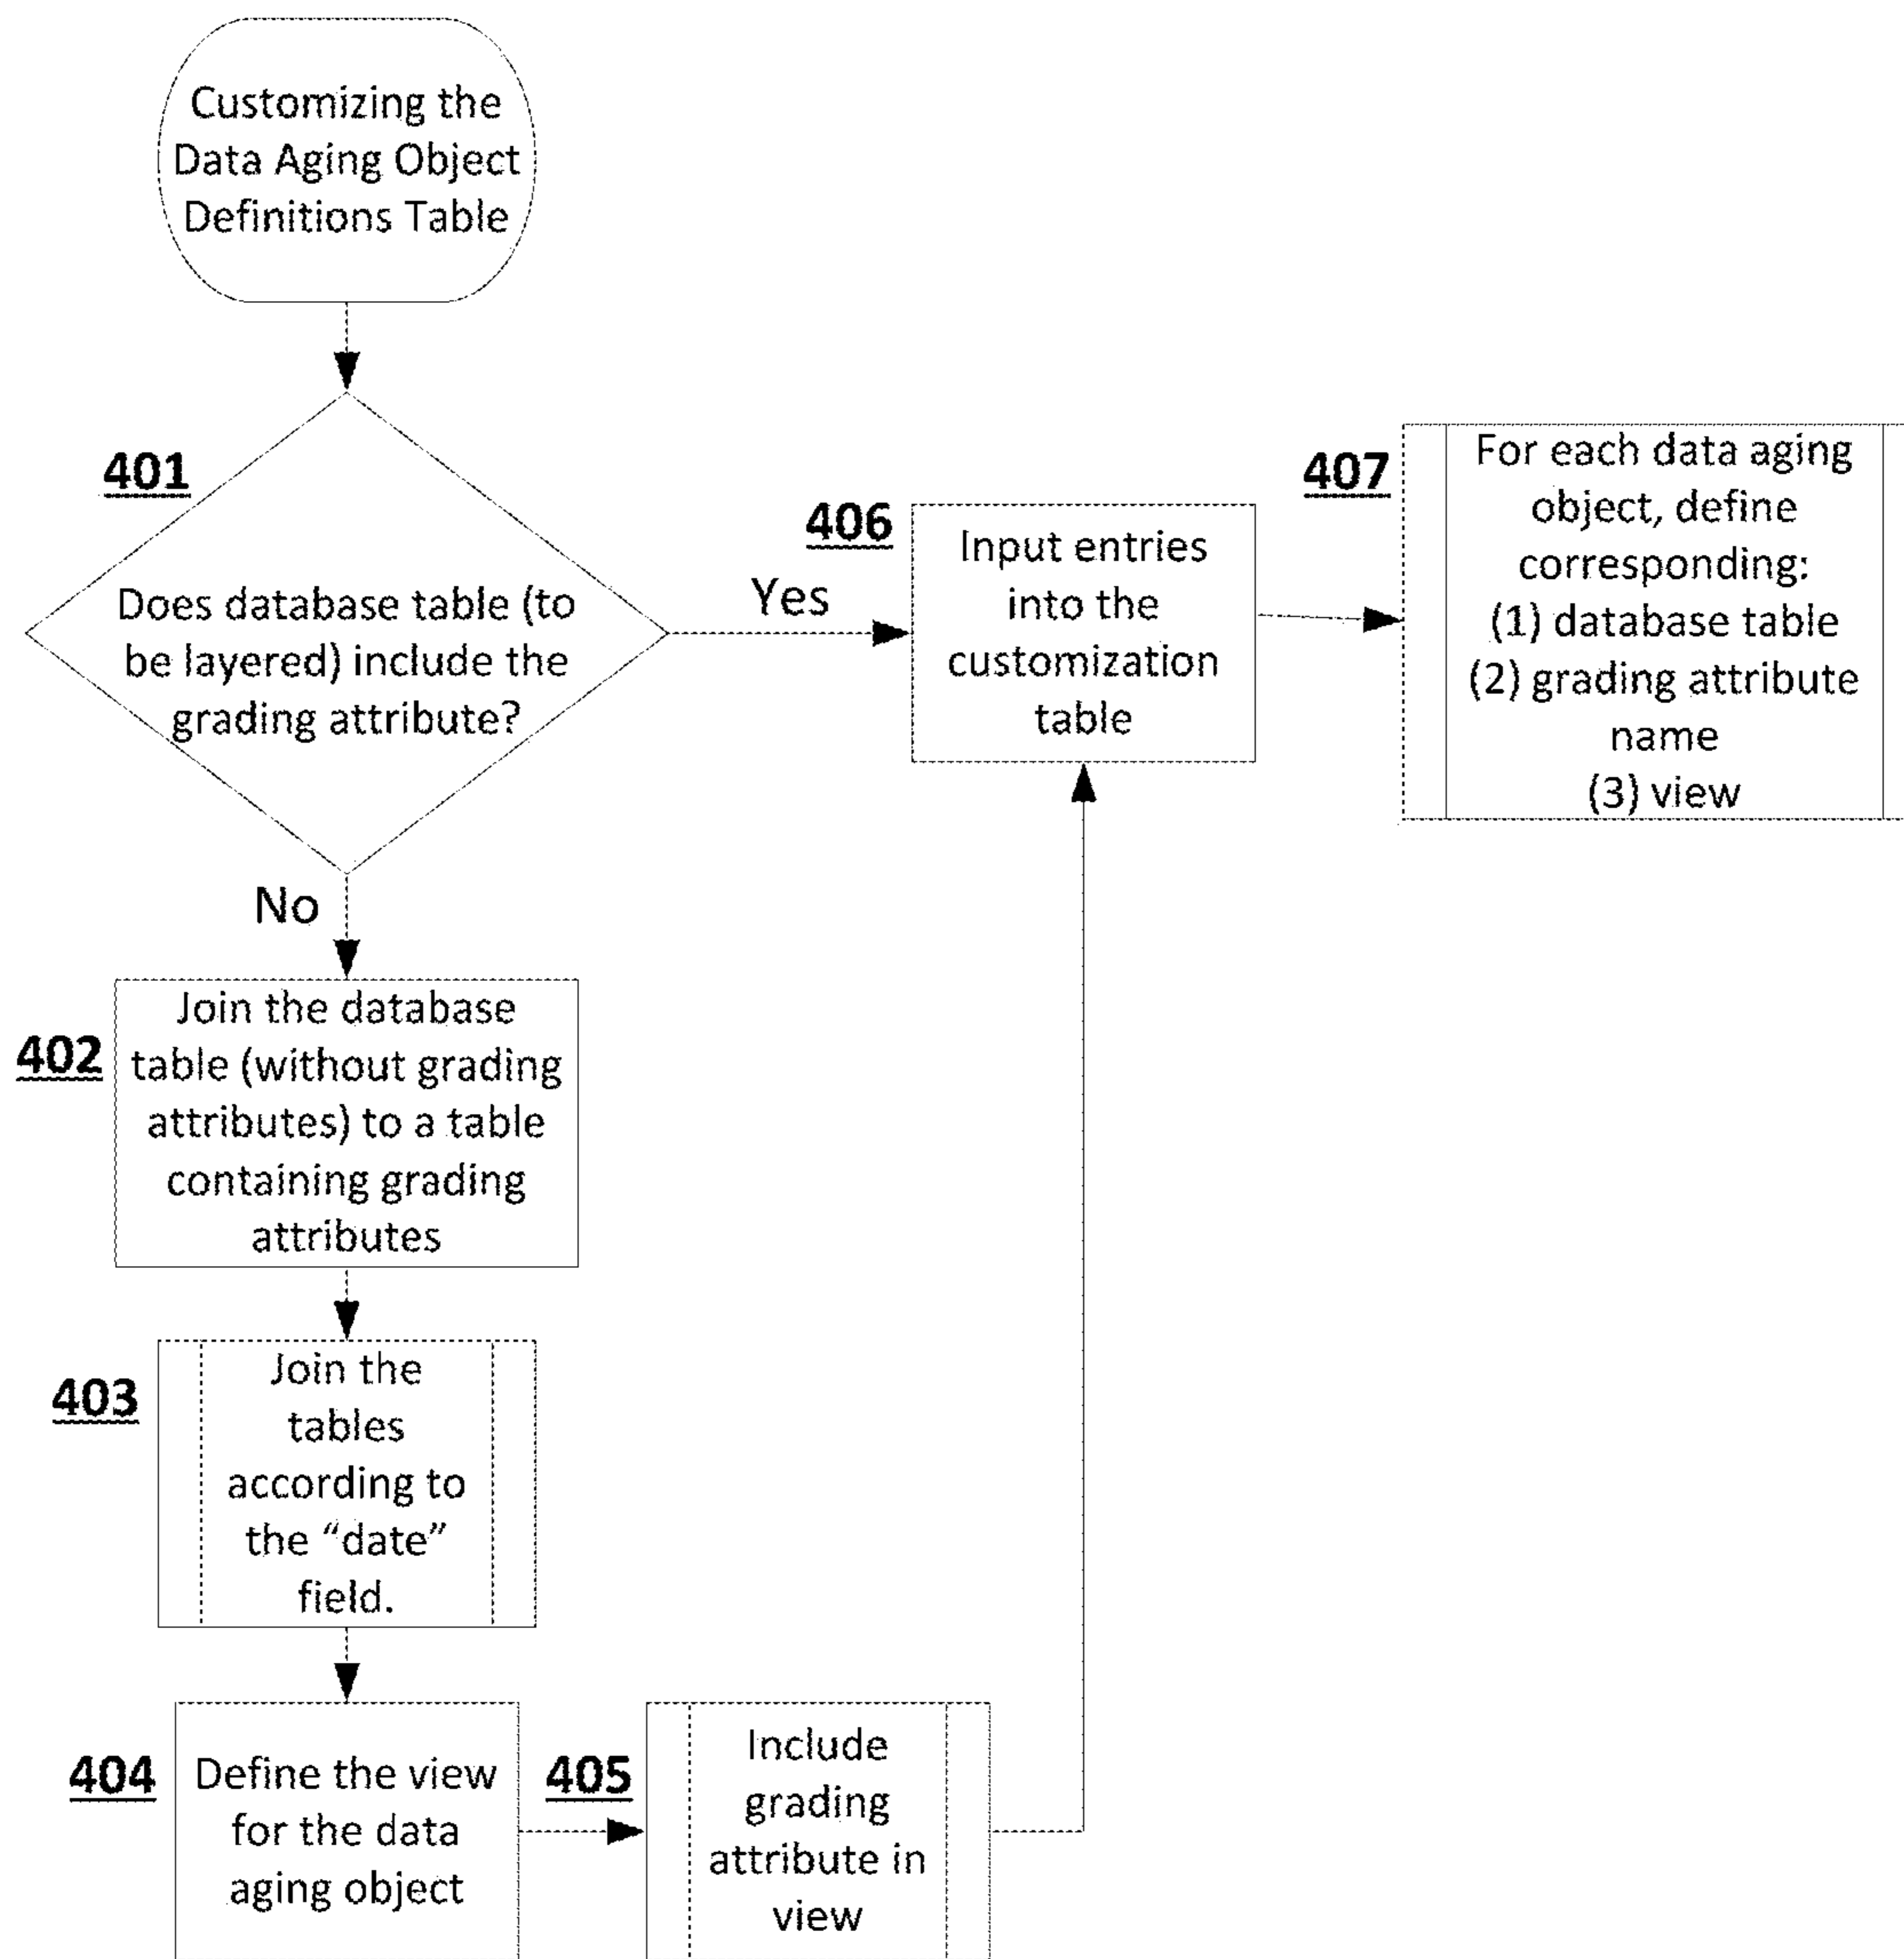 Customizing the
Data Aging Object
Definitions Table
401
Does database table (to
be layered) include the
grading attribute?
Yes
No
406
Input entries
into the
customization
table
407
For each data aging
object, define
corresponding:
(1) database table
(2) grading attribute
name
(3) view
402
Join the database
table (without grading
attributes) to a table
containing grading
attributes
403
Join the
tables
according to
the “date”
field.
404
Define the view
for the data
aging object
405
Include
grading
attribute in
view